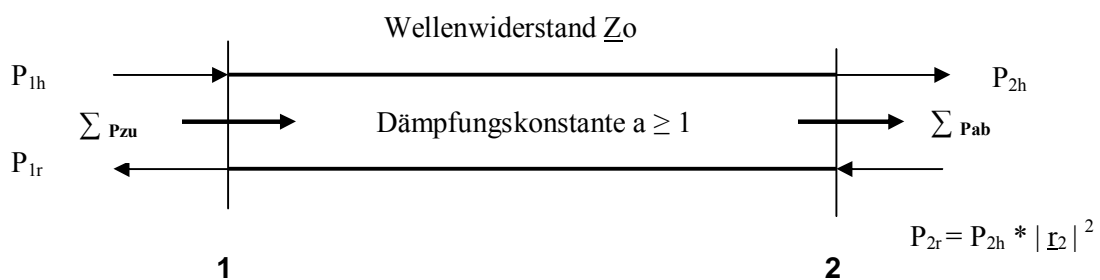 Wellenwiderstand Zo
P1h
P2h
∑ Pzu
Dämpfungskonstante a ≥ 1
∑ Pab
P1r
P2r = P2h * | r2 | 2
1
2